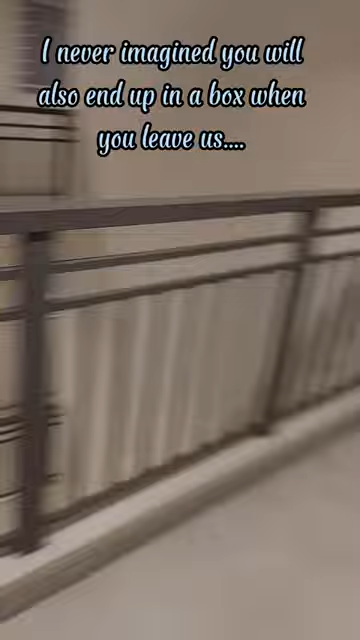 I never imagined you will
also end up in a box when
you leave us....